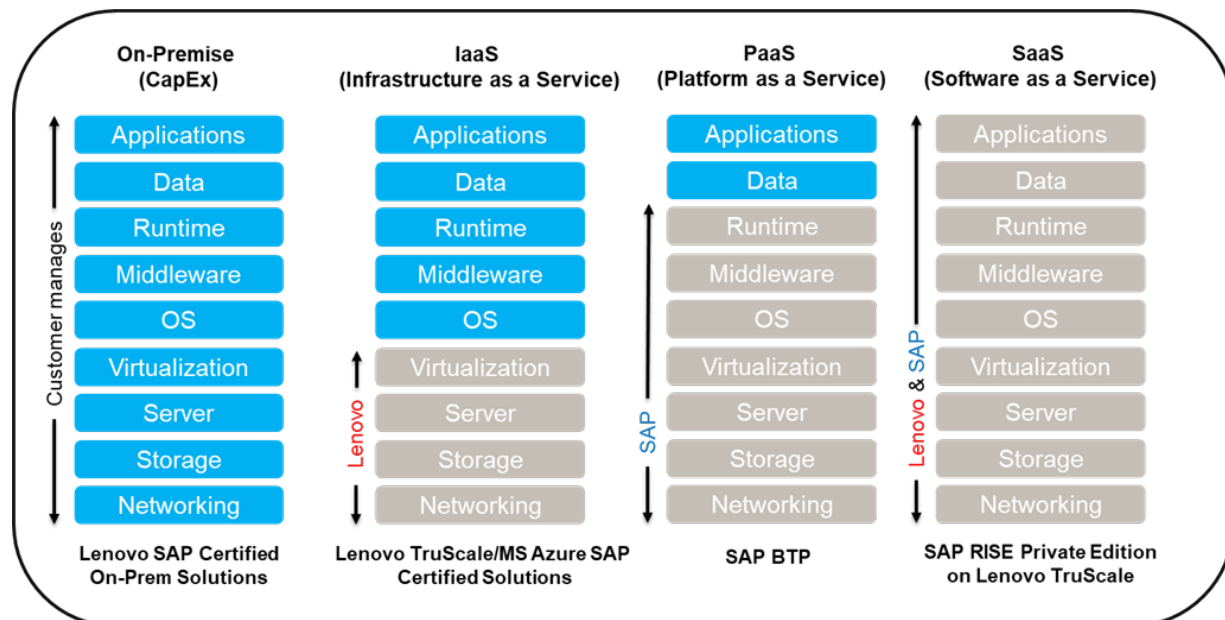 On-Premise
(CapEx)
Customer manages
Applications
Data
Runtime
Middleware
OS
Virtualization
Server
Storage
Networking
Lenovo SAP Certified
On-Prem Solutions
IaaS
(Infrastructure as a Service)
Applications
Data
Runtime
Middleware
OS
Lenovo
Virtualization
Server
Storage
Networking
Lenovo TruScale/MS Azure SAP
Certified Solutions
PaaS
(Platform as a Service)
Applications
Data
SAP
Runtime
Middleware
OS
Virtualization
Server
Storage
Networking
SAP BTP
SaaS
(Software as a Service)
Lenovo & SAP
Applications
Data
Runtime
Middleware
OS
Virtualization
Server
Storage
Networking
SAP RISE Private Edition
on Lenovo TruScale